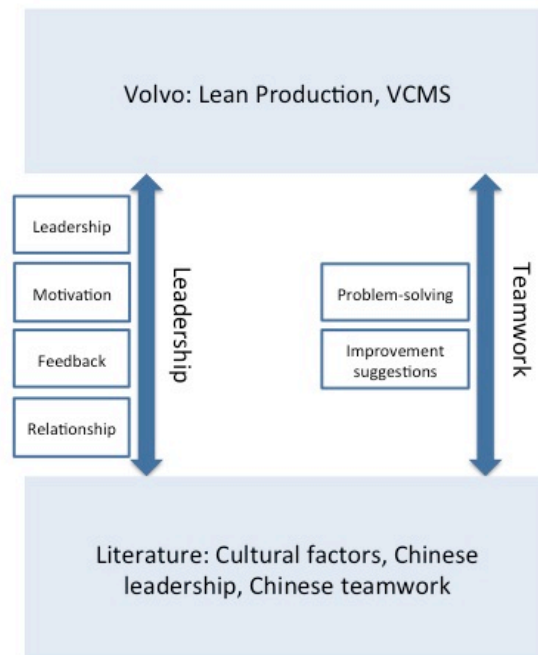 Volvo: Lean Production, VCMS
Leadership
Motivation
Feedback
Relationship
Leadership
Problem-solving
Improvement
suggestions
Teamwork
Literature: Cultural factors, Chinese
leadership, Chinese teamwork